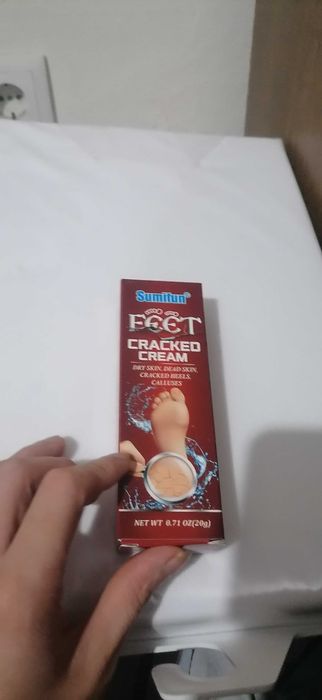 Sumifun®
FEET
CRACKED
CREAM
DRY SKIN, DEAD SKIN,
CRACKED HEELS,
CALLUSES
NET WT 0.71 OZ(20g)